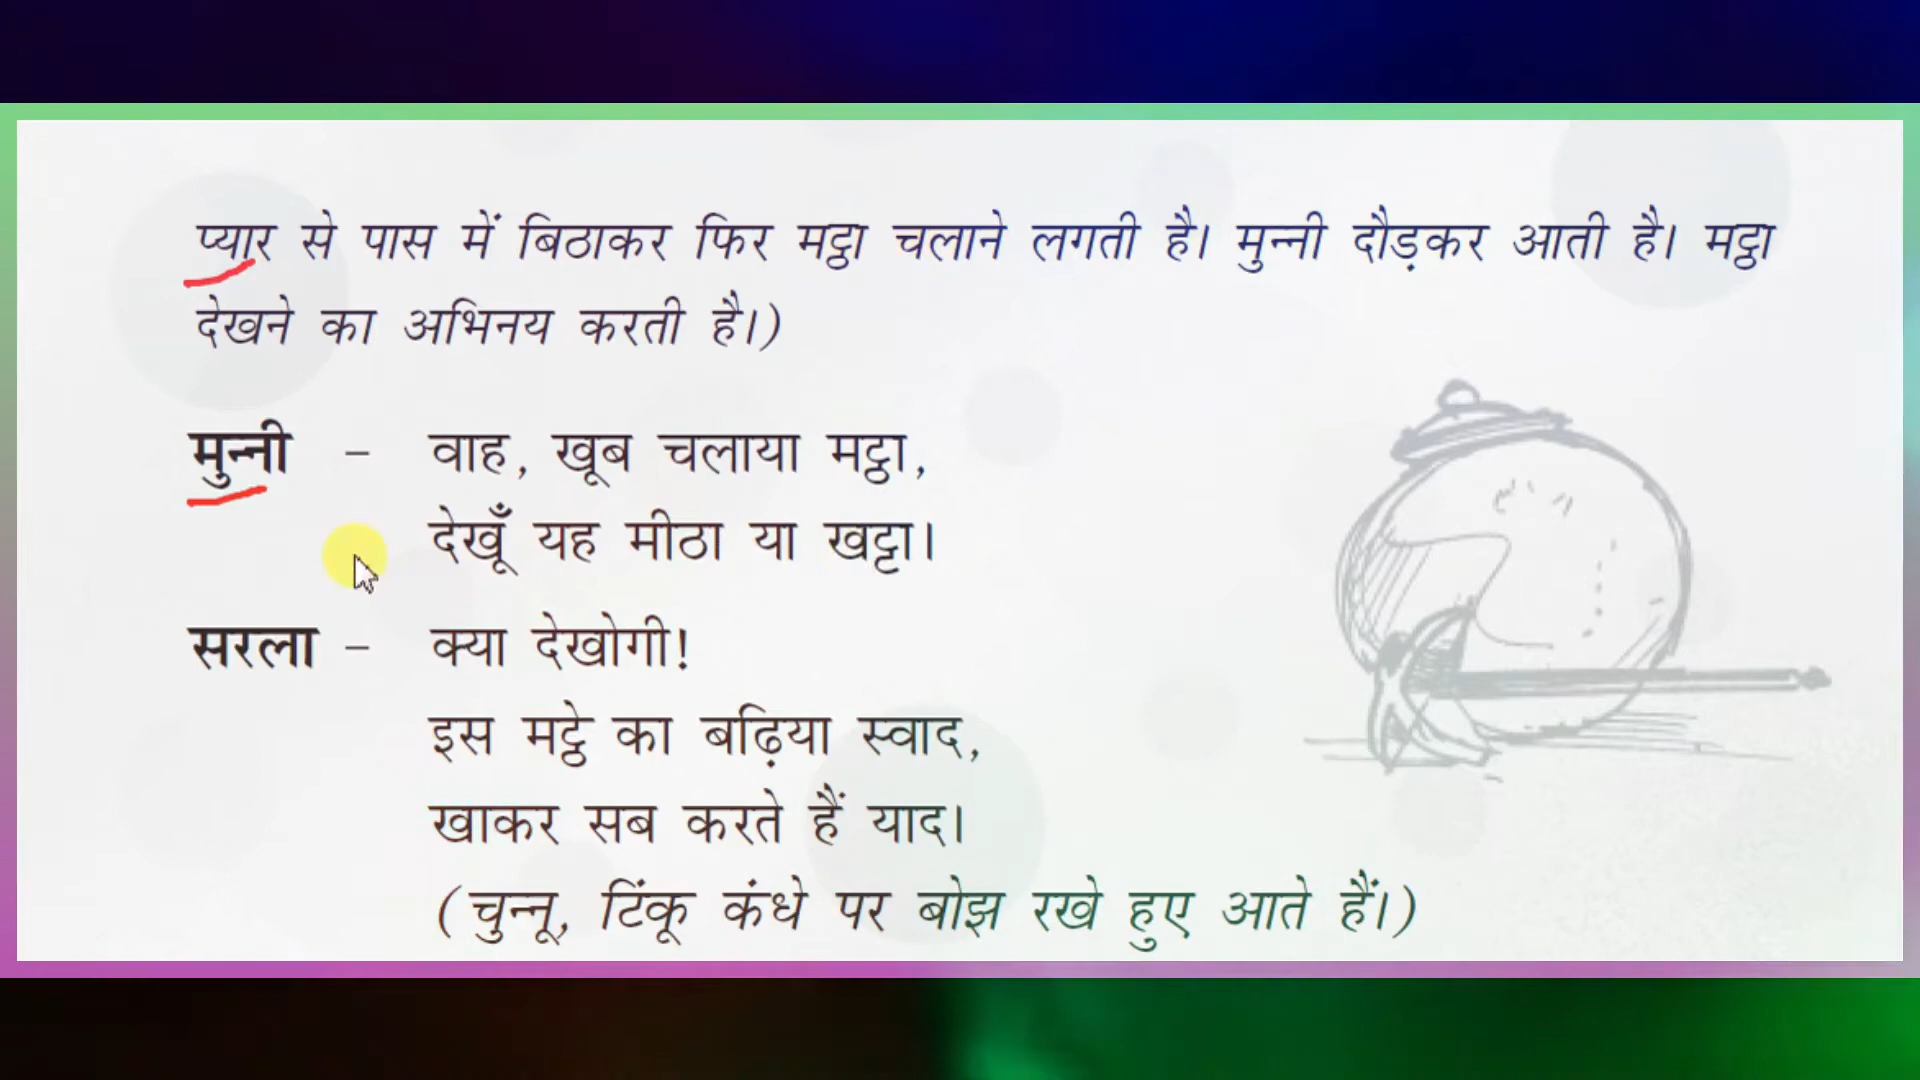 प्यार से पास में बिठाकर फिर मट्ठा चलाने लगती है। मुन्नी दौड़कर आती है। मट्ठा
देखने का अभिनय करती है।)
मुन्नी – वाह, खूब चलाया मट्ठा,
देखूँ यह मीठा या खट्टा।
सरला – क्या देखोगी!
इस मट्ठे का बढ़िया स्वाद,
खाकर सब करते हैं याद।
(चुन्नू, टिंकू कंधे पर बोझ रखे हुए आते हैं।)